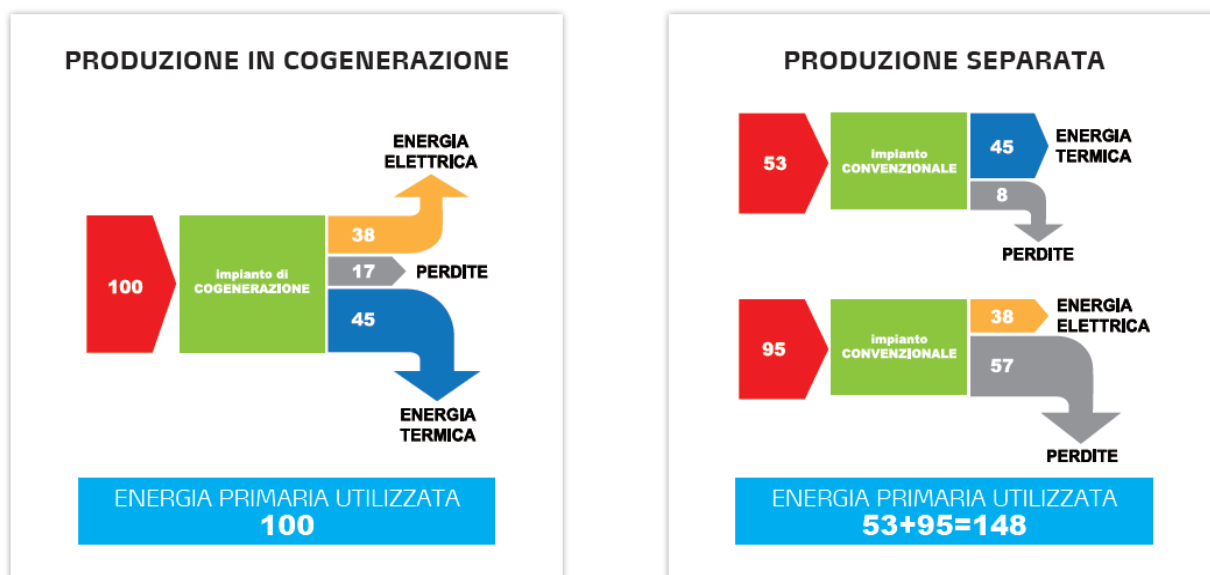 PRODUZIONE IN COGENERAZIONE
ENERGIA
ELETTRICA
100
impianto di
COGENERAZIONE
38
17
PERDITE
45
ENERGIA
TERMICA
ENERGIA PRIMARIA UTILIZZATA
100
PRODUZIONE SEPARATA
53
impianto
CONVENZIONALE
45
ENERGIA
TERMICA
8
PERDITE
95
impianto
CONVENZIONALE
38
ENERGIA
ELETTRICA
57
PERDITE
ENERGIA PRIMARIA UTILIZZATA
53+95=148